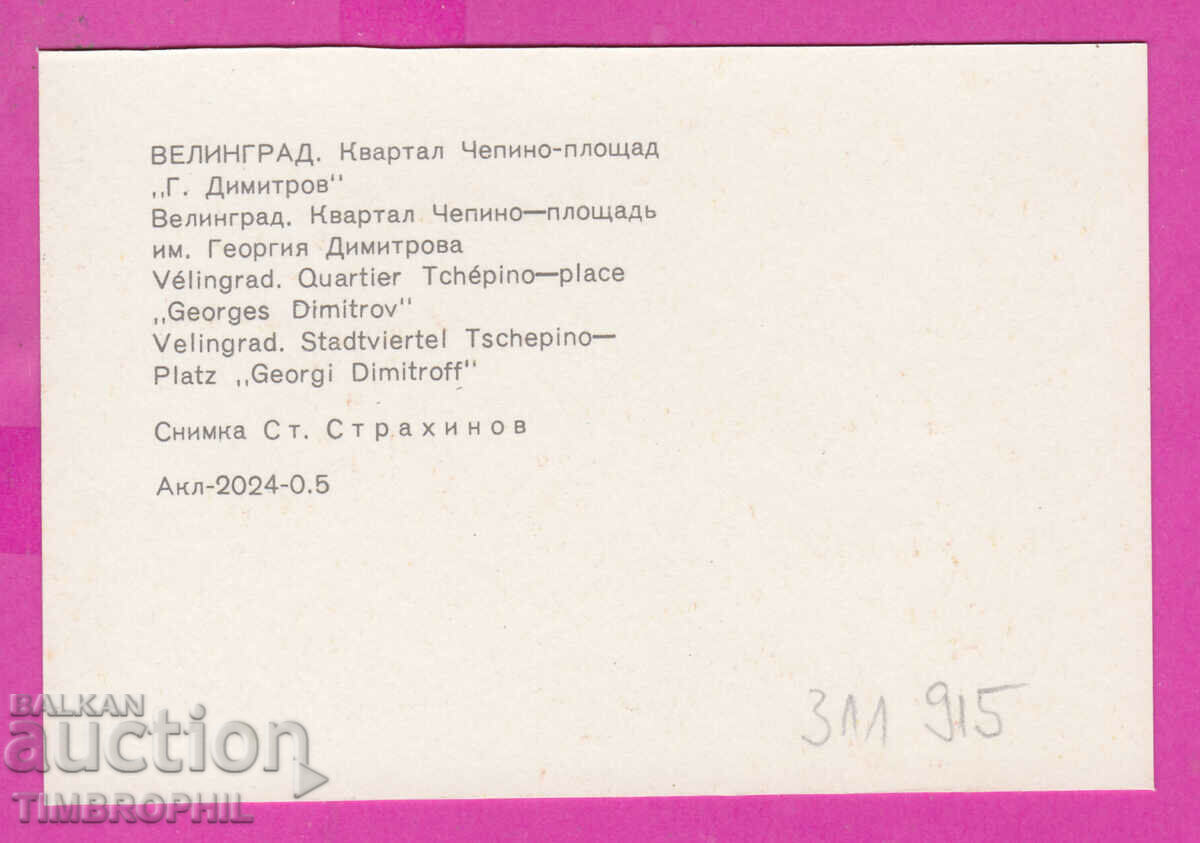 ВЕЛИНГРАД. Квартал Чепино-площад
„Г. Димитров"
Велинград. Квартал Чепино—площадь
им. Георгия Димитрова
Vélingrad. Quartier Tchépino—place
„Georges Dimitrov"
Velingrad. Stadtviertel Tschepino—
Platz „Georgi Dimitroff"
Снимка Ст. Страхинов
Акл-2024-0.5
311 915
BALKAN
auction
TIMBROPHIL